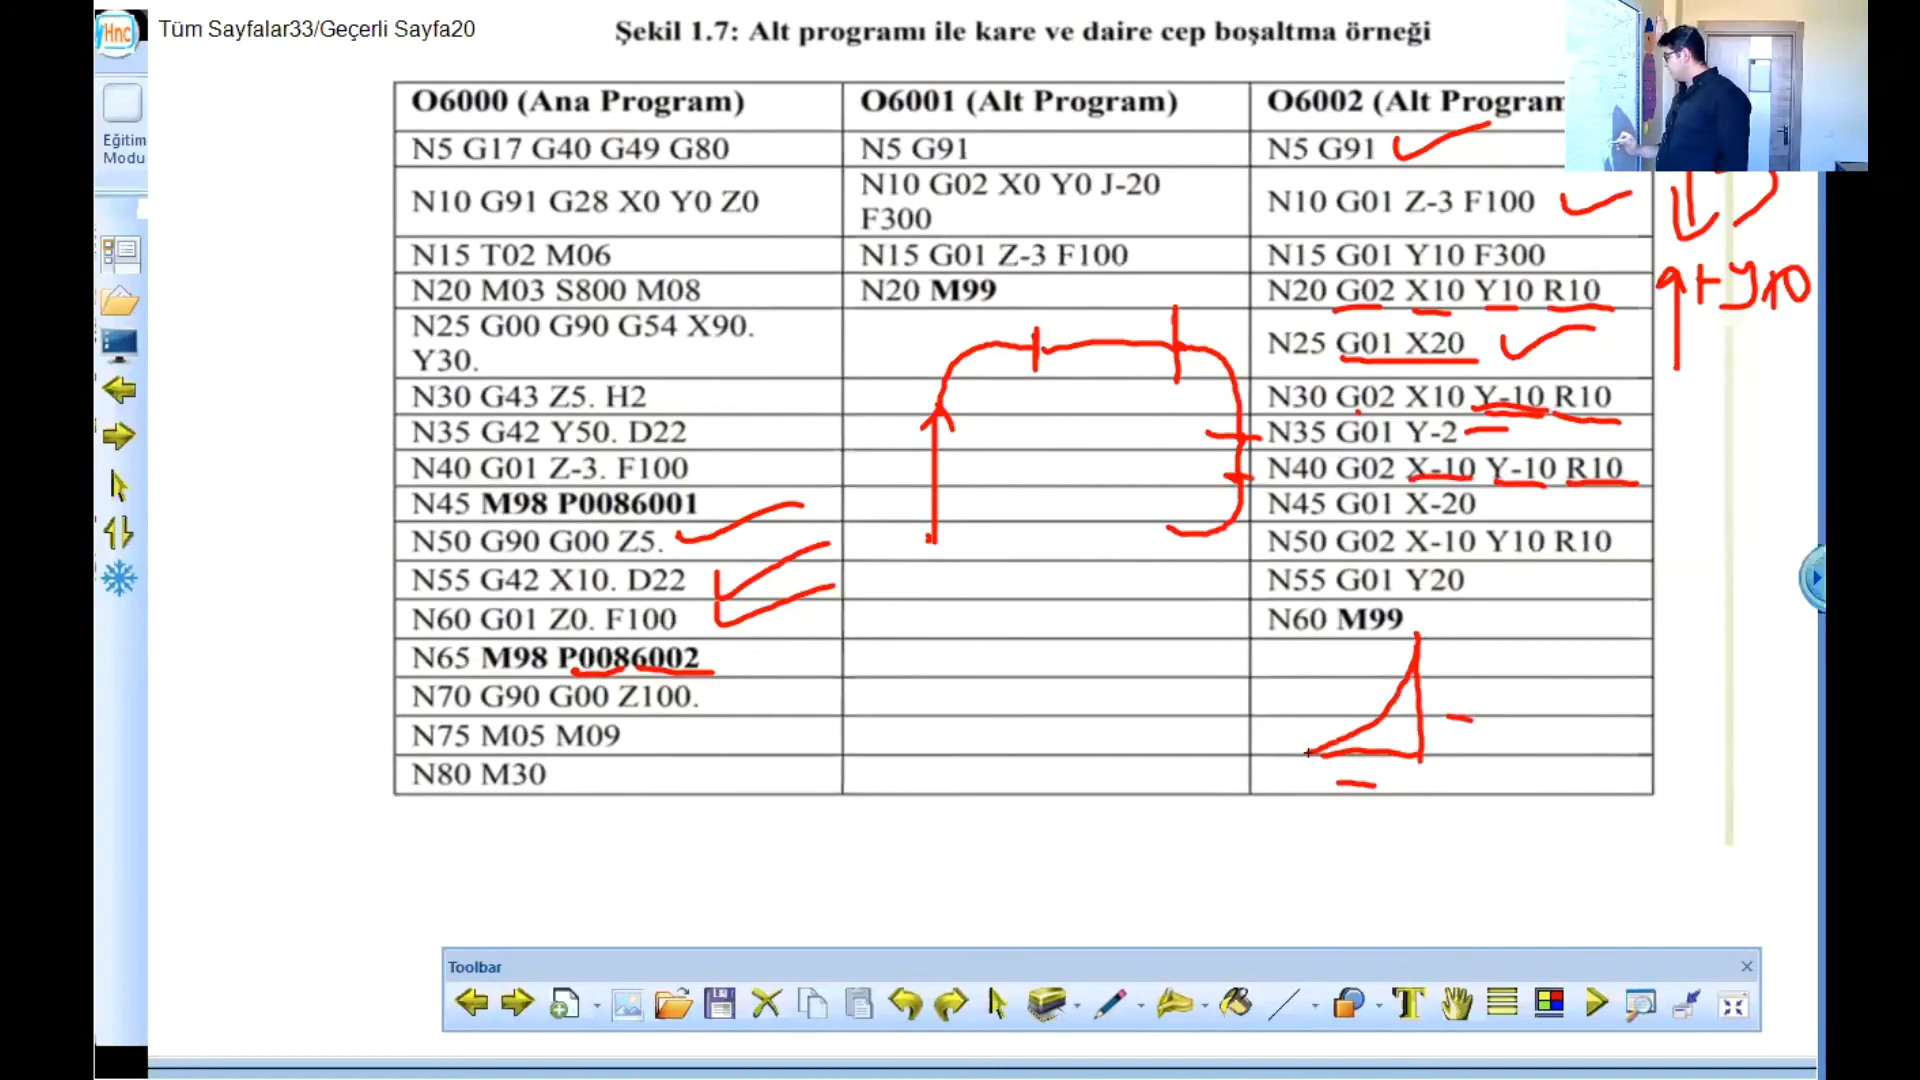 Hnc
Tüm Sayfalar33/Geçerli Sayfa20
Eğitim
Modu
Şekil 1.7: Alt programı ile kare ve daire cep boşaltma örneği
O6000 (Ana Program)
N5 G17 G40 G49 G80
N10 G91 G28 X0 Y0 Z0
N15 T02 M06
N20 M03 S800 M08
N25 G00 G90 G54 X90.
Y30.
N30 G43 Z5. H2
N35 G42 Y50. D22
N40 G01 Z-3. F100
N45 M98 P0086001
N50 G90 G00 Z5.
N55 G42 X10. D22
N60 G01 Z0. F100
N65 M98 P0086002
N70 G90 G00 Z100.
N75 M05 M09
N80 M30
O6001 (Alt Program)
N5 G91
N10 G02 X0 Y0 J-20
F300
N15 G01 Z-3 F100
N20 M99
O6002 (Alt Program
N5 G91
N10 G01 Z-3 F100
N15 G01 Y10 F300
N20 G02 X10 Y10 R10
N25 G01 X20
N30 G02 X10 Y-10 R10
N35 G01 Y-2
N40 G02 X-10 Y-10 R10
N45 G01 X-20
N50 G02 X-10 Y10 R10
N55 G01 Y20
N60 M99
+Y10
Toolbar